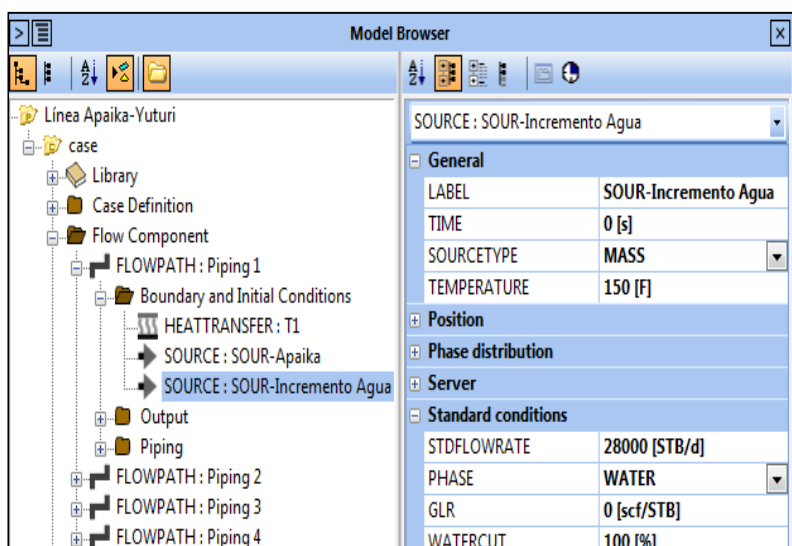 Model Browser
Línea Apaika-Yuturi
case
Library
Case Definition
Flow Component
FLOWPATH : Piping 1
Boundary and Initial Conditions
HEATTRANSFER : T1
SOURCE : SOUR-Apaika
SOURCE : SOUR-Incremento Agua
Output
Piping
FLOWPATH : Piping 2
FLOWPATH : Piping 3
FLOWPATH : Piping 4
SOURCE : SOUR-Incremento Agua
General
LABEL SOUR-Incremento Agua
TIME 0 [s]
SOURCETYPE MASS
TEMPERATURE 150 [F]
Position
Phase distribution
Server
Standard conditions
STDFLOWRATE 28000 [STB/d]
PHASE WATER
GLR 0 [scf/STB]
WATERCUT 100 [%]